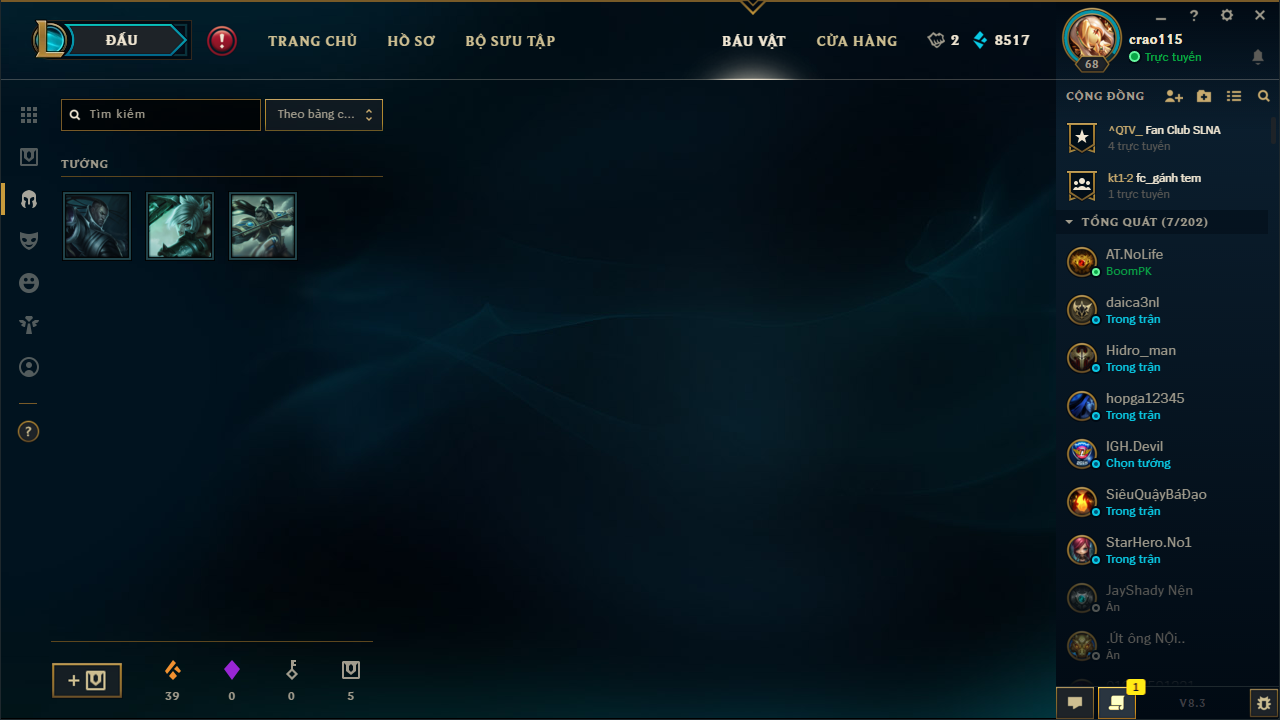 ĐẤU
!
TRANG CHỦ
HỒ SƠ
BỘ SƯU TẬP
BÁU VẬT
CỬA HÀNG
2
8517
?
68
crao115
Trực tuyến
Tìm kiếm
Theo bảng c...
TƯỚNG
?
39
0
0
5
CỘNG ĐỒNG
^QTV_ Fan Club SLNA
4 trực tuyến
kt1-2 fc_gánh tem
1 trực tuyến
TỔNG QUÁT (7/202)
AT.NoLife
BoomPK
daica3nl
Trong trận
Hidro_man
Trong trận
hopga12345
Trong trận
IGH.Devil
Chọn tướng
SiêuQuậyBáĐạo
Trong trận
StarHero.No1
Trong trận
JayShady Nện
Ẩn
.Út ông NỘi..
Ẩn
1
V8.3